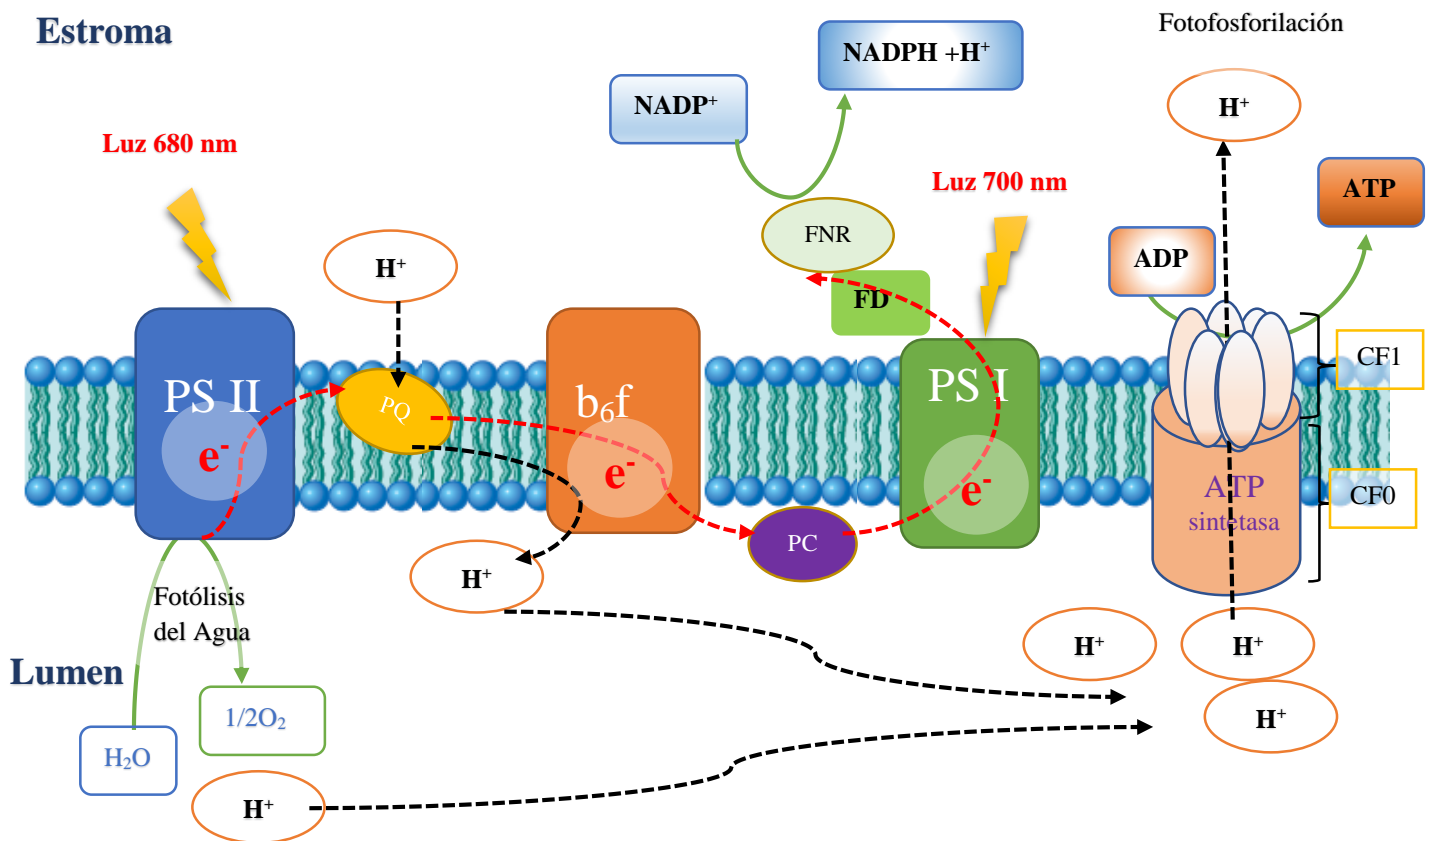 Estroma
Fotofosforilación
NADPH +H⁺
NADP⁺
H⁺
Luz 680 nm
Luz 700 nm
ATP
FNR
H⁺
ADP
FD
CF1
PS II
PQ
b₆f
PS I
e⁻
e⁻
e⁻
ATP
sintetasa
CF0
PC
H⁺
Fotólisis
del Agua
H⁺
H⁺
Lumen
1/2O₂
H⁺
H₂O
H⁺